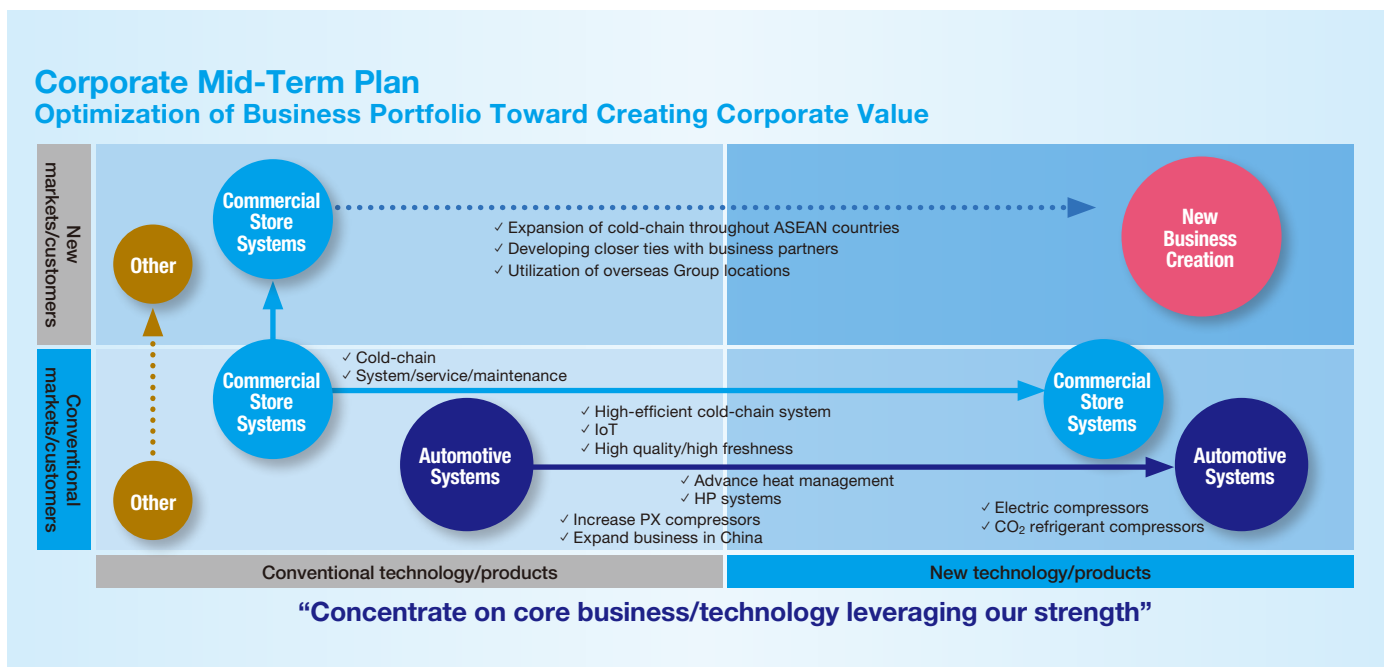 Corporate Mid-Term Plan
Optimization of Business Portfolio Toward Creating Corporate Value
New
markets/customers
Other
Commercial
Store
Systems
✓ Expansion of cold-chain throughout ASEAN countries
✓ Developing closer ties with business partners
✓ Utilization of overseas Group locations
New
Business
Creation
Conventional
markets/customers
Other
Commercial
Store
Systems
✓ Cold-chain
✓ System/service/maintenance
Automotive
Systems
✓ High-efficient cold-chain system
✓ IoT
✓ High quality/high freshness
✓ Advance heat management
✓ HP systems
✓ Increase PX compressors
✓ Expand business in China
Commercial
Store
Systems
✓ Electric compressors
✓ CO₂ refrigerant compressors
Automotive
Systems
Conventional technology/products
New technology/products
“Concentrate on core business/technology leveraging our strength”